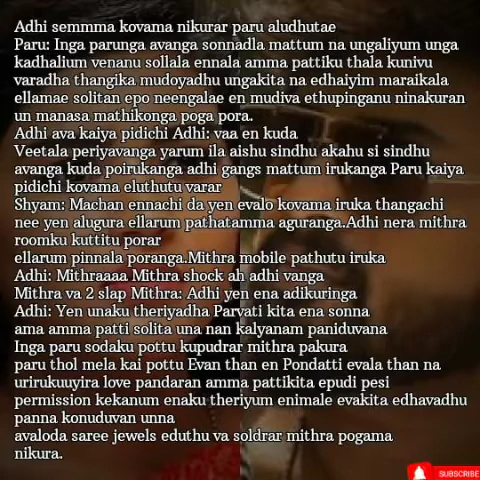 Adhi semmma kovama nikurar paru aludhutae
Paru: Inga parunga avanga sonnadla mattum na ungaliyum unga
kadhalium venanu sollala ennala amma pattiku thala kunivu
varadha thangika mudoyadhu ungakita na edhaiyim maraikala
ellamae solitan epo neengalae en mudiva ethupinganu ninakuran
un manasa mathikonga poga pora.
Adhi ava kaiya pidichi Adhi: vaa en kuda
Veetala periyavanga yarum ila aishu sindhu akahu si sindhu
avanga kuda poirukanga adhi gangs mattum irukanga Paru kaiya
pidichi kovama eluthutu varar
Shyam: Machan ennachi da yen evalo kovama iruka thangachi
nee yen alugura ellarum pathatamma aguranga.Adhi nera mithra
roomku kuttitu porar
ellarum pinnala poranga.Mithra mobile pathutu iruka
Adhi: Mithraaaa Mithra shock ah adhi vanga
Mithra va 2 slap Mithra: Adhi yen ena adikuringa
Adhi: Yen unaku theriyadha Parvati kita ena sonna
ama amma patti solita una nan kalyanam paniduvana
Inga paru sodaku pottu kupudrar mithra pakura
paru thol mela kai pottu Evan than en Pondatti evala than na
urirukuuyira love pandaran amma pattikita epudi pesi
permission kekanum enaku theriyum enimale evakita edhavadhu
panna konuduvan unna
avaloda saree jewels eduthu va soldrar mithra pogama
nikura.
SUBSCRIBE